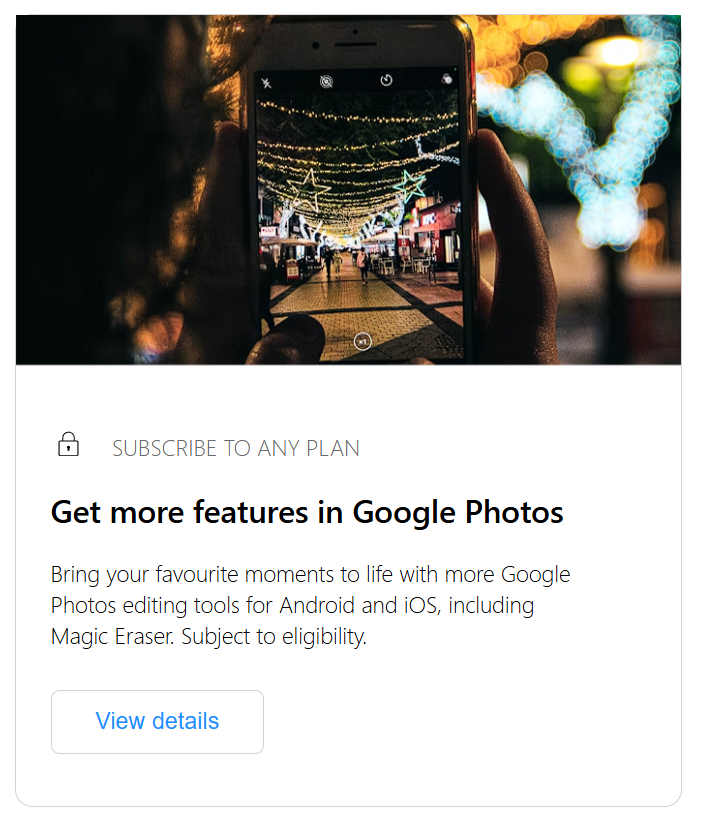 SUBSCRIBE TO ANY PLAN
Get more features in Google Photos
Bring your favourite moments to life with more Google
Photos editing tools for Android and iOS, including
Magic Eraser. Subject to eligibility.
View details